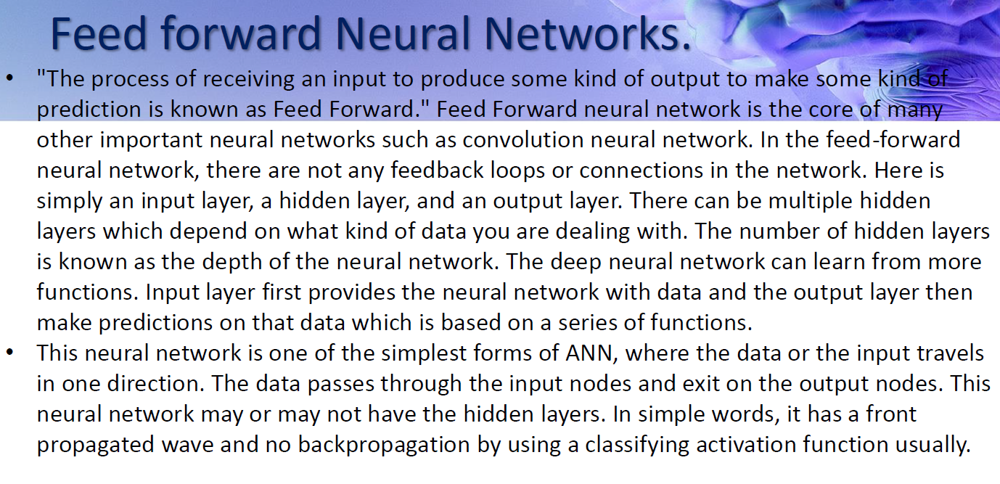 Feed forward Neural Networks.
• "The process of receiving an input to produce some kind of output to make some kind of
prediction is known as Feed Forward." Feed Forward neural network is the core of many
other important neural networks such as convolution neural network. In the feed-forward
neural network, there are not any feedback loops or connections in the network. Here is
simply an input layer, a hidden layer, and an output layer. There can be multiple hidden
layers which depend on what kind of data you are dealing with. The number of hidden layers
is known as the depth of the neural network. The deep neural network can learn from more
functions. Input layer first provides the neural network with data and the output layer then
make predictions on that data which is based on a series of functions.
• This neural network is one of the simplest forms of ANN, where the data or the input travels
in one direction. The data passes through the input nodes and exit on the output nodes. This
neural network may or may not have the hidden layers. In simple words, it has a front
propagated wave and no backpropagation by using a classifying activation function usually.